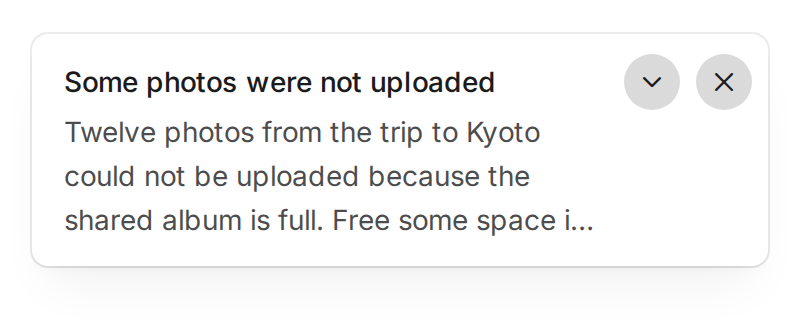 Some photos were not uploaded
Twelve photos from the trip to Kyoto
could not be uploaded because the
shared album is full. Free some space i...